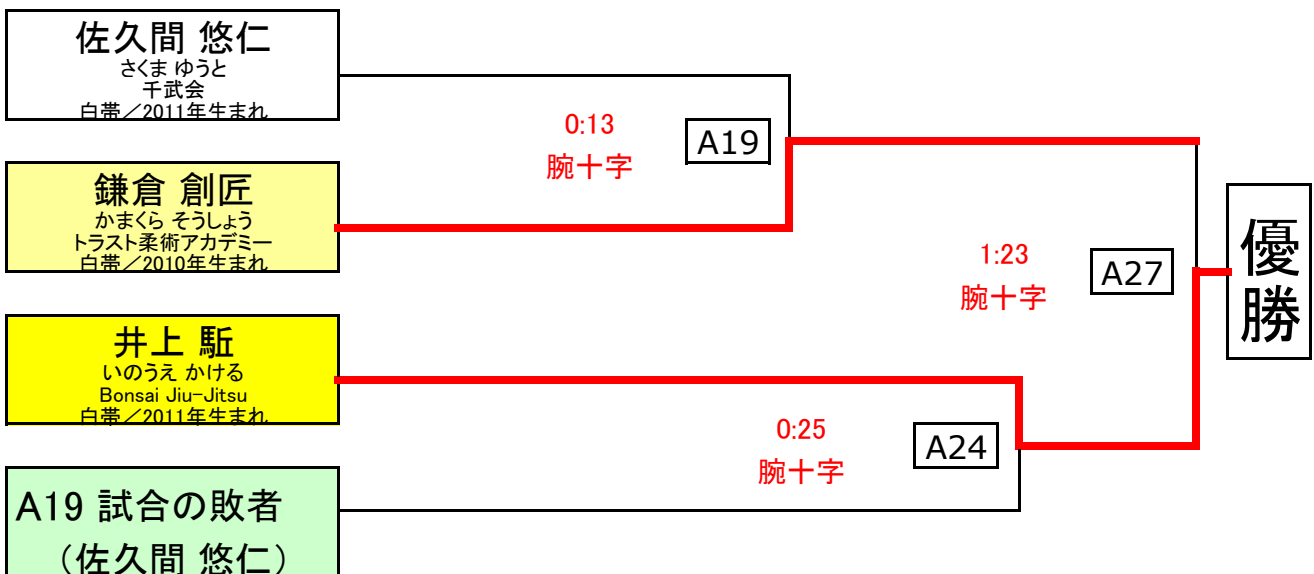 佐久間 悠仁
さくま ゆうと
千武会
白帯／2011年生まれ
0:13
腕十字
A19
鎌倉 創匠
かまくら そうしょう
トラスト柔術アカデミー
白帯／2010年生まれ
1:23
腕十字
A27
優勝
井上 駈
いのうえ かける
Bonsai Jiu-Jitsu
白帯／2011年生まれ
0:25
腕十字
A24
A19 試合の敗者
（佐久間 悠仁）